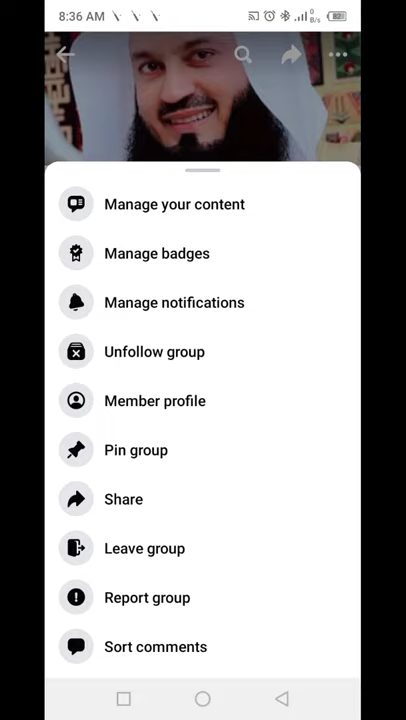 8:36 AM
0
B/s
Manage your content
Manage badges
Manage notifications
Unfollow group
Member profile
Pin group
Share
Leave group
Report group
Sort comments